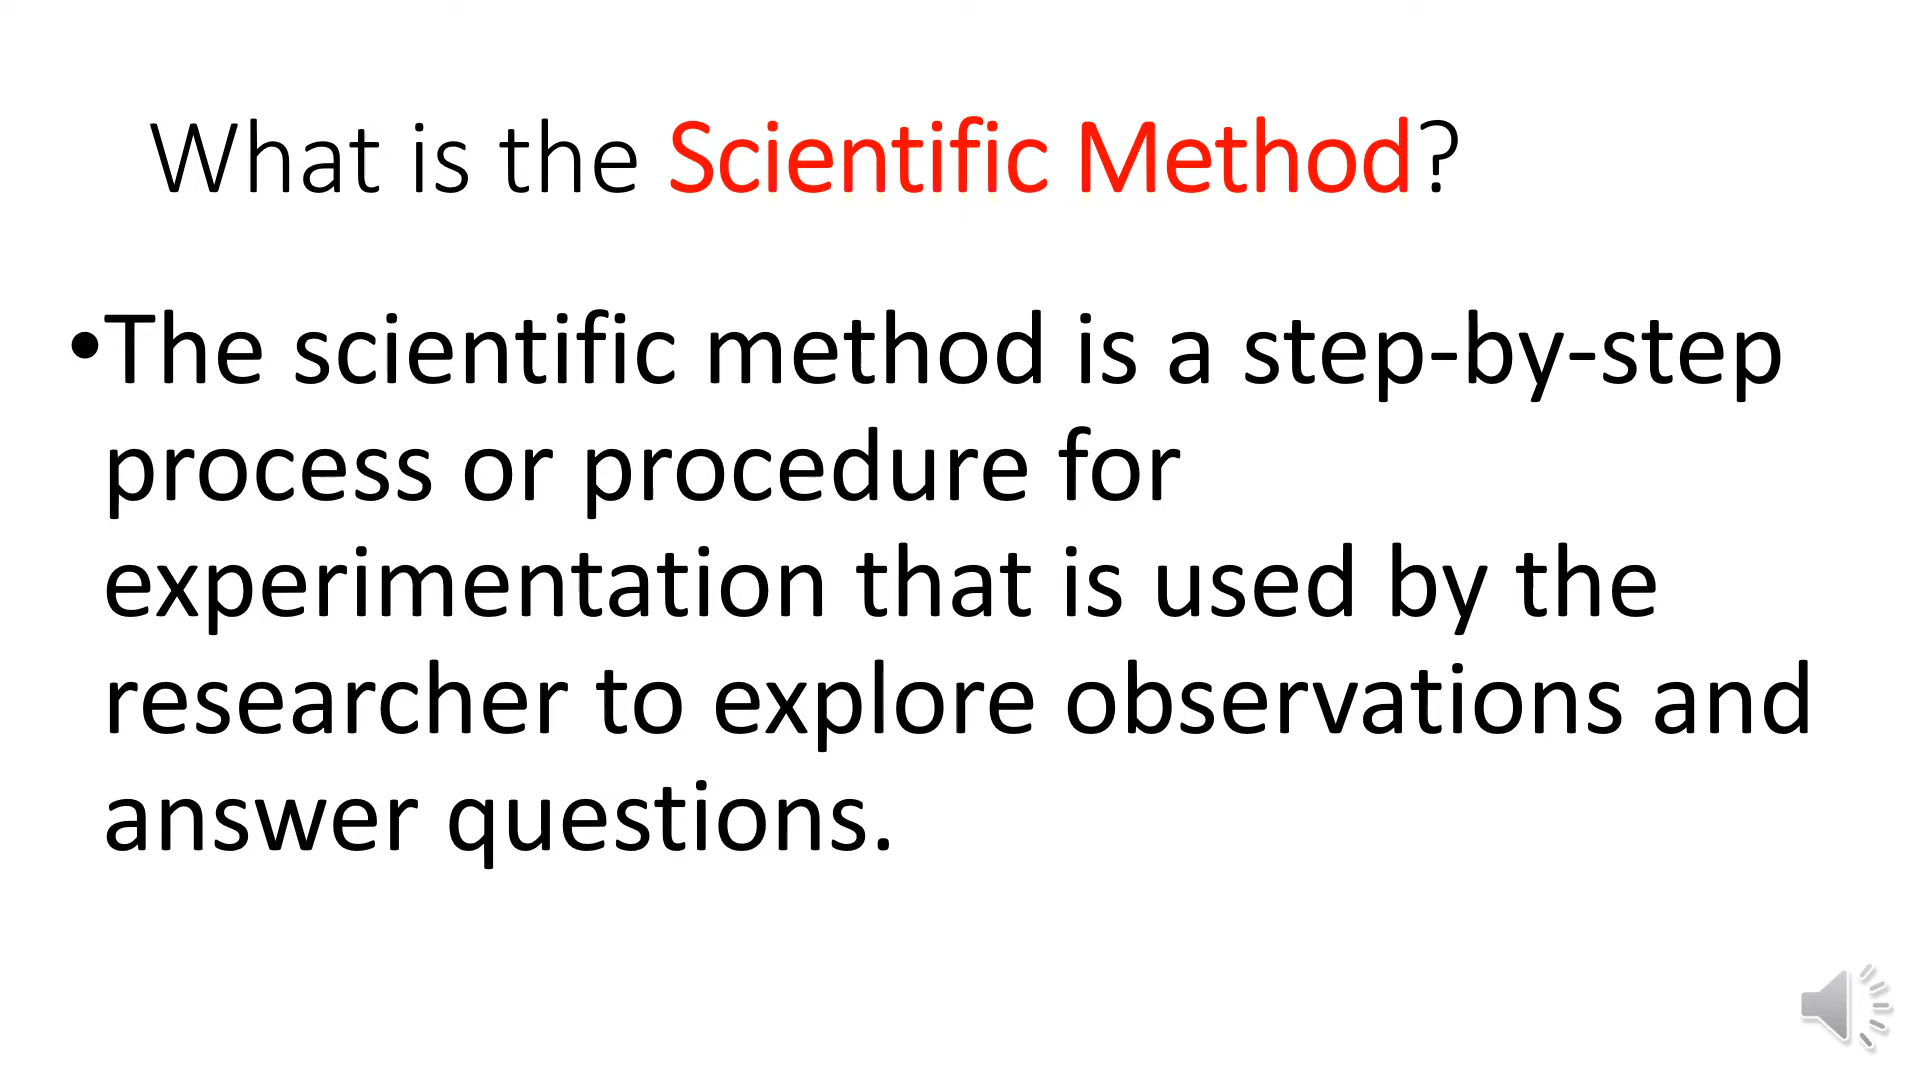 What is the Scientific Method?
•The scientific method is a step-by-step
process or procedure for
experimentation that is used by the
researcher to explore observations and
answer questions.